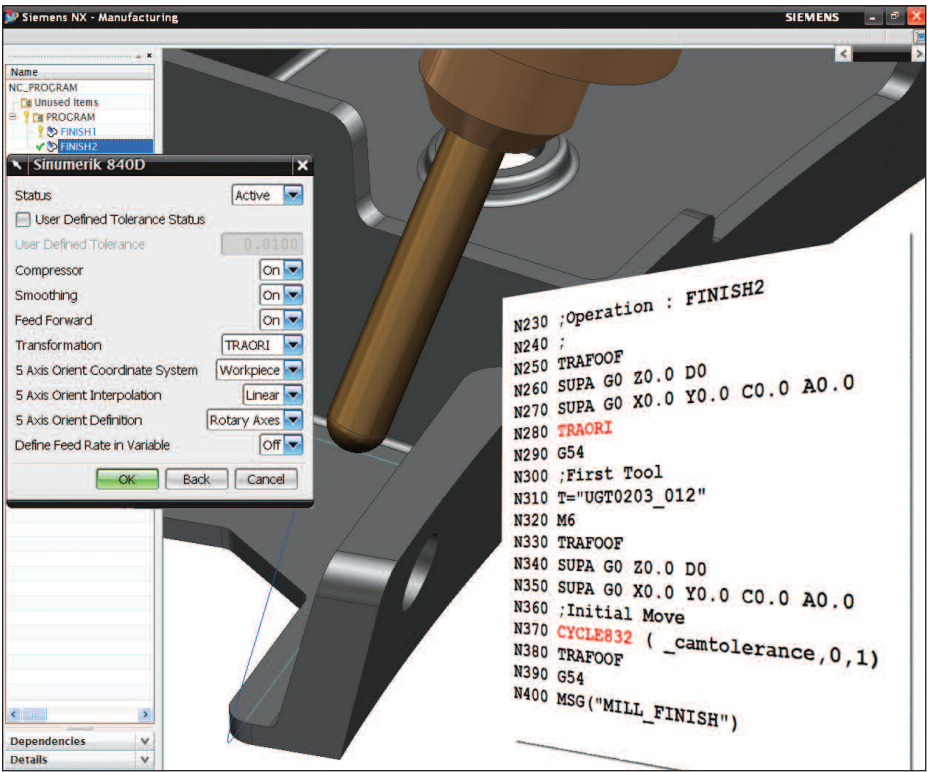 Siemens NX - Manufacturing
SIEMENS
Name
NC_PROGRAM
Unused Items
PROGRAM
FINISH1
FINISH2
Sinumerik 840D
Status Active
User Defined Tolerance Status
User Defined Tolerance 0.0100
Compressor On
Smoothing On
Feed Forward On
Transformation TRAORI
5 Axis Orient Coordinate System Workpiece
5 Axis Orient Interpolation Linear
5 Axis Orient Definition Rotary Axes
Define Feed Rate in Variable Off
OK Back Cancel
N230 ;Operation : FINISH2
N240 ;
N250 TRAFOOF
N260 SUPA G0 Z0.0 D0
N270 SUPA G0 X0.0 Y0.0 C0.0 A0.0
N280 TRAORI
N290 G54
N300 ;First Tool
N310 T="UGT0203_012"
N320 M6
N330 TRAFOOF
N340 SUPA G0 Z0.0 D0
N350 SUPA G0 X0.0 Y0.0 C0.0 A0.0
N360 ;Initial Move
N370 CYCLE832 ( _camtolerance,0,1)
N380 TRAFOOF
N390 G54
N400 MSG("MILL_FINISH")
Dependencies
Details